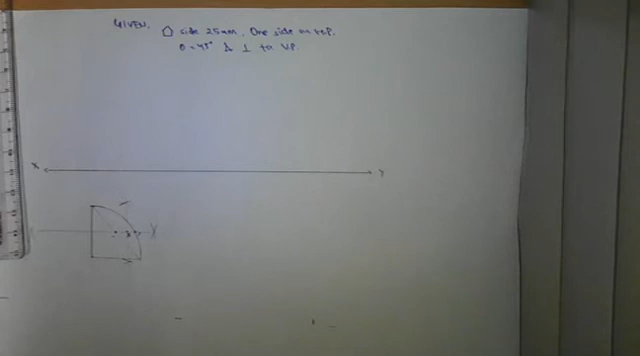 GIVEN. ⬠ side 25mm, One side on H.P,
θ = 45° & ⊥ to V.P.
X Y